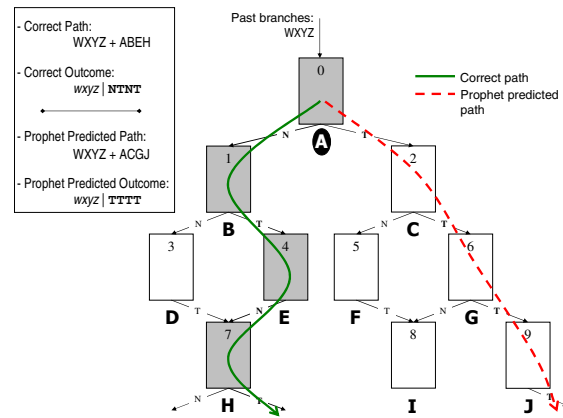 - Correct Path:
WXYZ + ABEH
- Correct Outcome:
wxyz | NTNT
- Prophet Predicted Path:
WXYZ + ACGJ
- Prophet Predicted Outcome:
wxyz | TTTT
Past branches:
WXYZ
Correct path
Prophet predicted
path
0
N A T
1 2
N B T N C T
3 4 5 6
D T N E F T N G T
7 8 9
N H T I J T